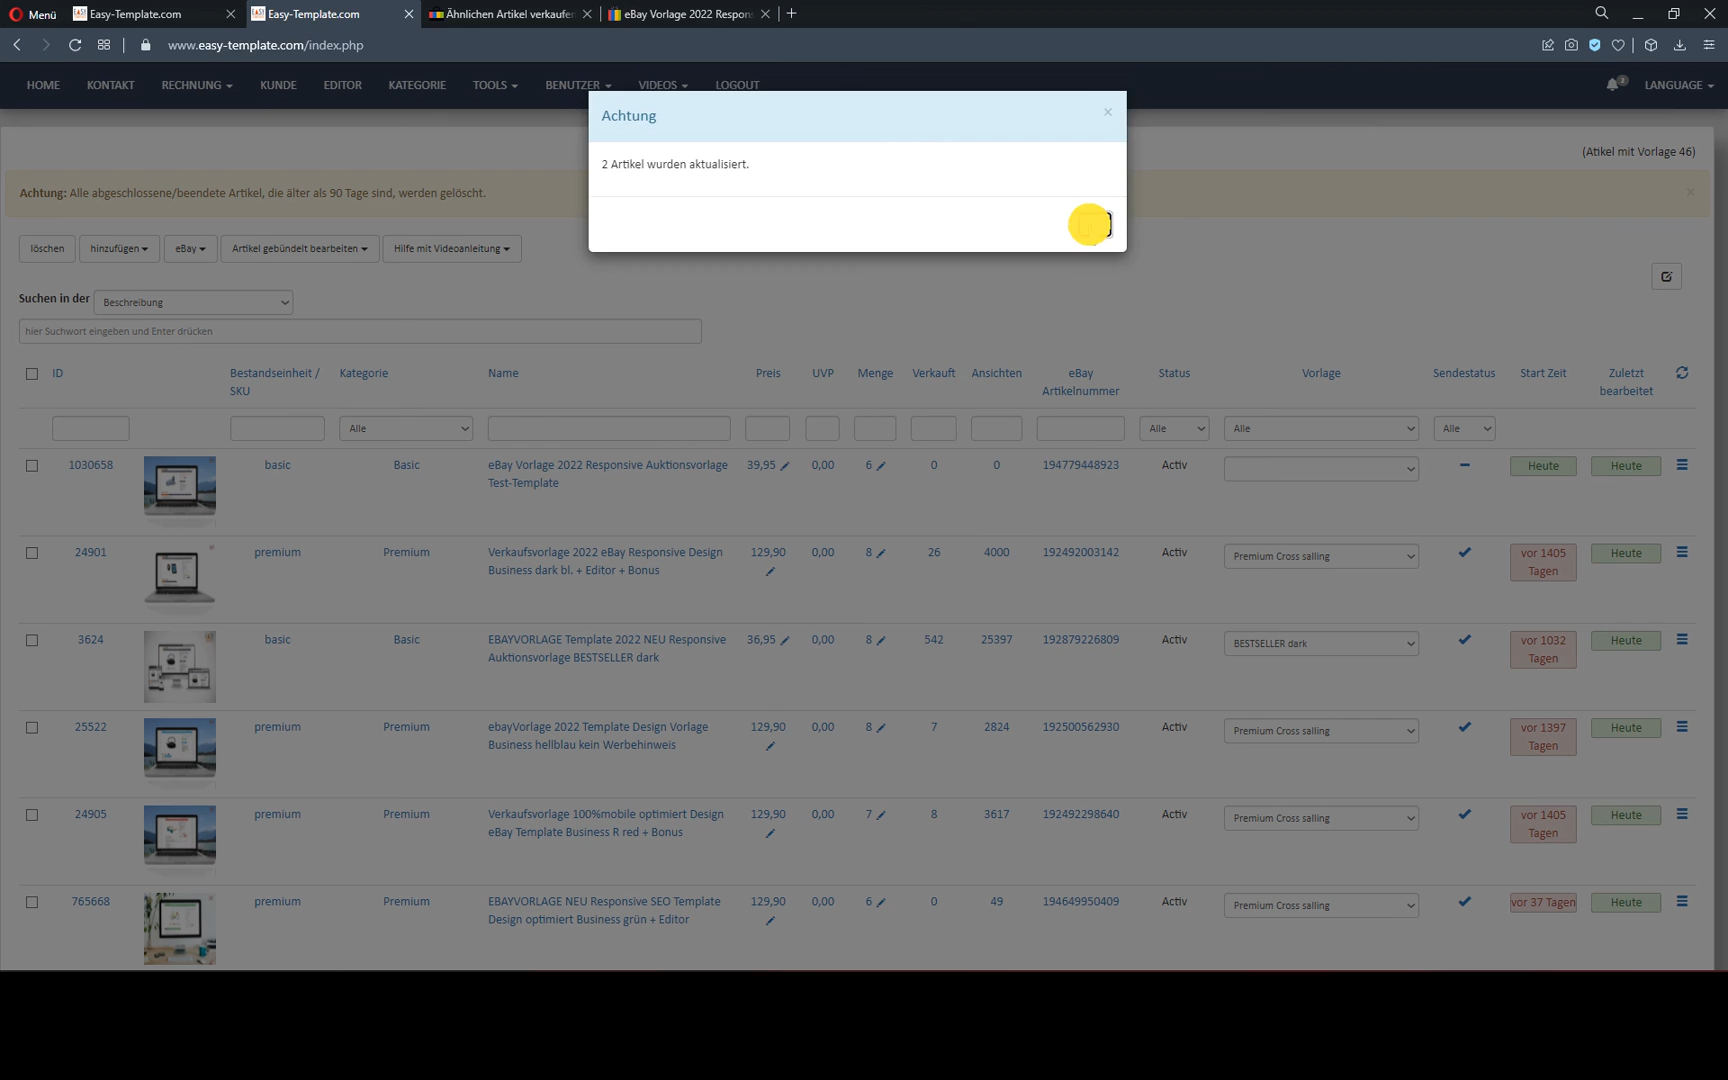 Menü
Easy-Template.com
Easy-Template.com
Ähnlichen Artikel verkaufen
eBay Vorlage 2022 Respons
www.easy-template.com/index.php
HOME KONTAKT RECHNUNG KUNDE EDITOR KATEGORIE TOOLS BENUTZER VIDEOS LOGOUT 2 LANGUAGE
Achtung
2 Artikel wurden aktualisiert.
(Atikel mit Vorlage 46)
Achtung: Alle abgeschlossene/beendete Artikel, die älter als 90 Tage sind, werden gelöscht.
löschen hinzufügen eBay Artikel gebündelt bearbeiten Hilfe mit Videoanleitung
Suchen in der Beschreibung
hier Suchwort eingeben und Enter drücken
ID Bestandseinheit / Kategorie Name Preis UVP Menge Verkauft Ansichten eBay Status Vorlage Sendestatus Start Zeit Zuletzt
SKU Artikelnummer bearbeitet
Alle Alle Alle Alle
1030658 basic Basic eBay Vorlage 2022 Responsive Auktionsvorlage 39,95 0,00 6 0 0 194779448923 Activ Heute Heute
Test-Template
24901 premium Premium Verkaufsvorlage 2022 eBay Responsive Design 129,90 0,00 8 26 4000 192492003142 Activ Premium Cross salling vor 1405 Heute
Business dark bl. + Editor + Bonus Tagen
3624 basic Basic EBAYVORLAGE Template 2022 NEU Responsive 36,95 0,00 8 542 25397 192879226809 Activ BESTSELLER dark vor 1032 Heute
Auktionsvorlage BESTSELLER dark Tagen
25522 premium Premium ebayVorlage 2022 Template Design Vorlage 129,90 0,00 8 7 2824 192500562930 Activ Premium Cross salling vor 1397 Heute
Business hellblau kein Werbehinweis Tagen
24905 premium Premium Verkaufsvorlage 100%mobile optimiert Design 129,90 0,00 7 8 3617 192492298640 Activ Premium Cross salling vor 1405 Heute
eBay Template Business R red + Bonus Tagen
765668 premium Premium EBAYVORLAGE NEU Responsive SEO Template 129,90 0,00 6 0 49 194649950409 Activ Premium Cross salling vor 37 Tagen Heute
Design optimiert Business grün + Editor